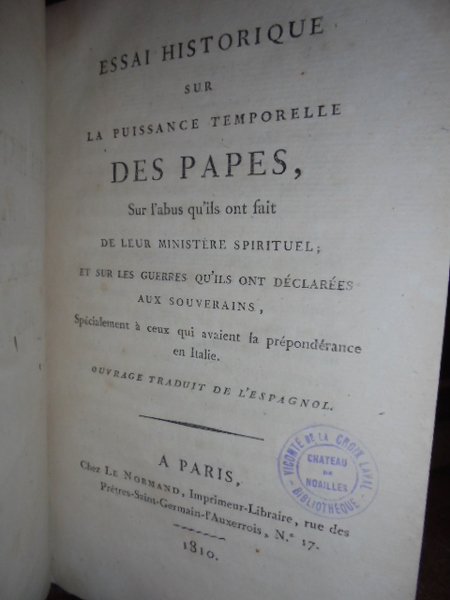 ESSAI HISTORIQUE
SUR
LA PUISSANCE TEMPORELLE
DES PAPES,
Sur l'abus qu'ils ont fait
DE LEUR MINISTÈRE SPIRITUEL;
ET SUR LES GUERRES QU'ILS ONT DÉCLARÉES
AUX SOUVERAINS,
Spécialement à ceux qui avaient la prépondérance
en Italie.
OUVRAGE TRADUIT DE L'ESPAGNOL.
A PARIS,
Chez LE NORMAND, Imprimeur-Libraire, rue des
Prêtres-Saint-Germain-l'Auxerrois, N.º 17.
1810.
VICOMTE DE LA CROIX LAVAL
CHATEAU
DE
NOAILLES
BIBLIOTHÈQUE